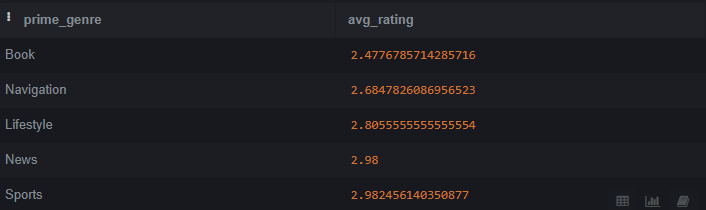 prime_genre avg_rating
Book 2.4776785714285716
Navigation 2.6847826086956523
Lifestyle 2.8055555555555554
News 2.98
Sports 2.982456140350877